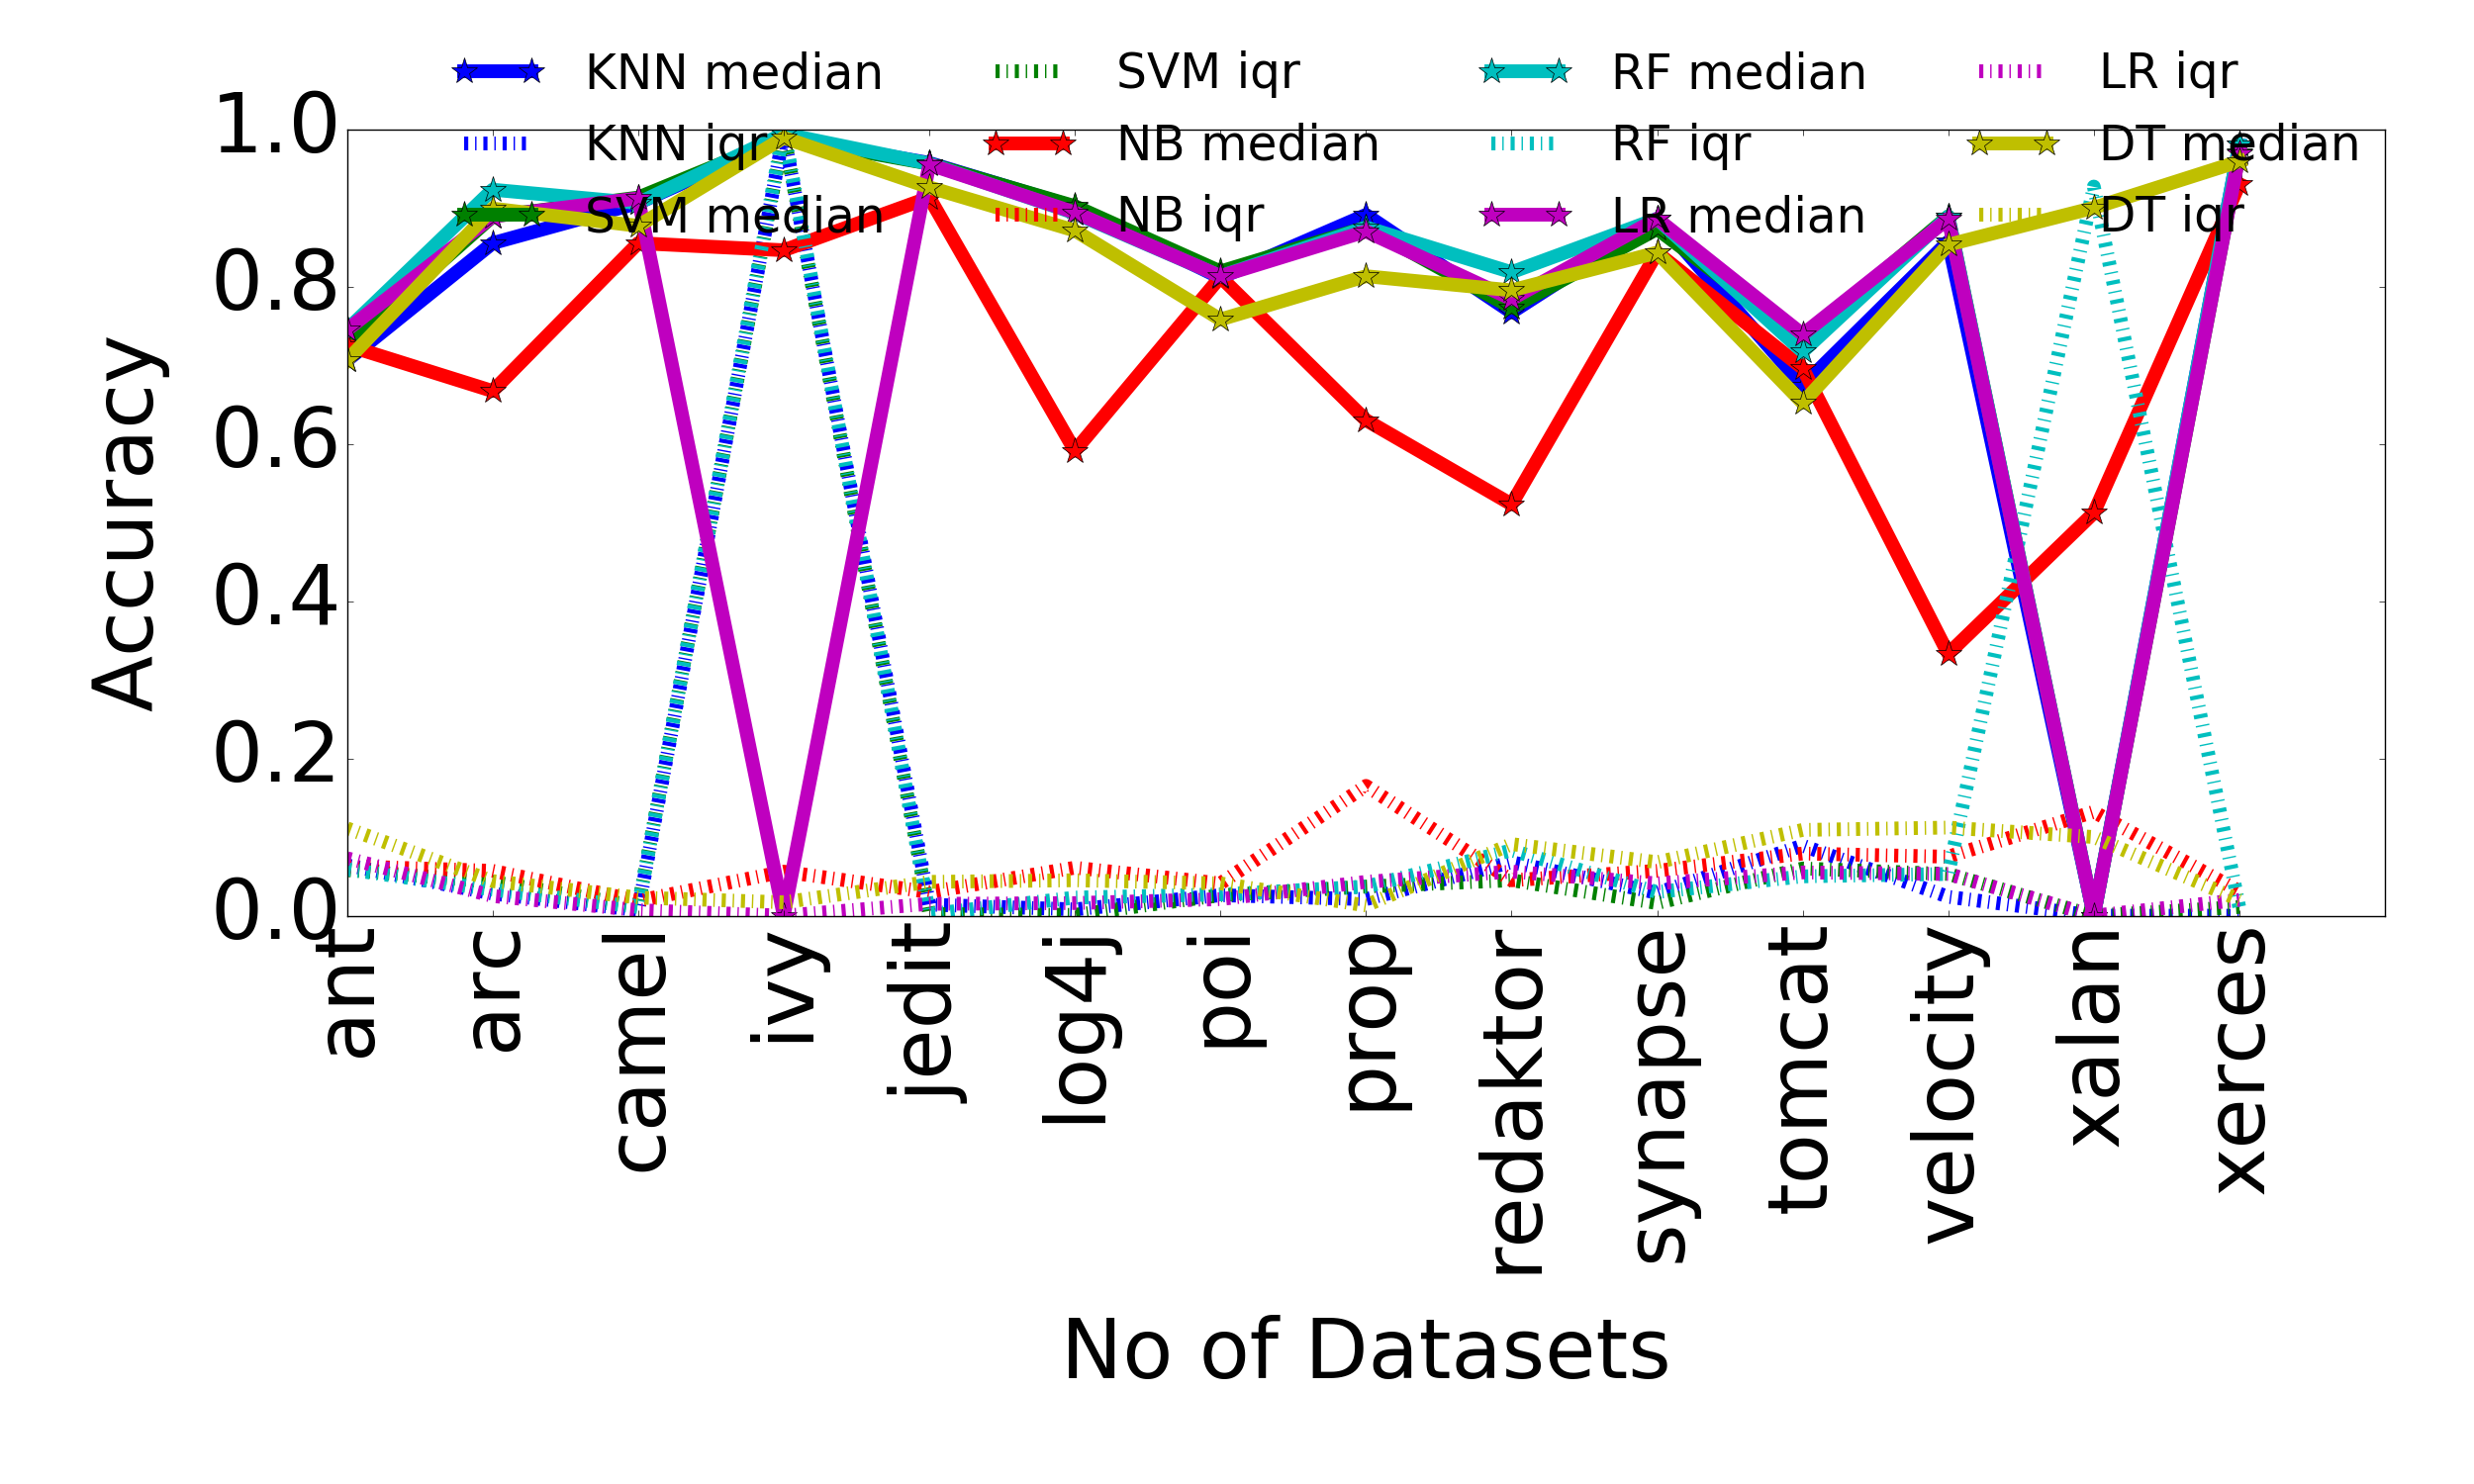 KNN median
KNN iqr
SVM median
SVM iqr
NB median
NB iqr
RF median
RF iqr
LR median
LR iqr
DT median
DT iqr
1.0
0.8
0.6
0.4
0.2
0.0
Accuracy
ant
arc
camel
ivy
jedit
log4j
poi
prop
redaktor
synapse
tomcat
velocity
xalan
xerces
No of Datasets